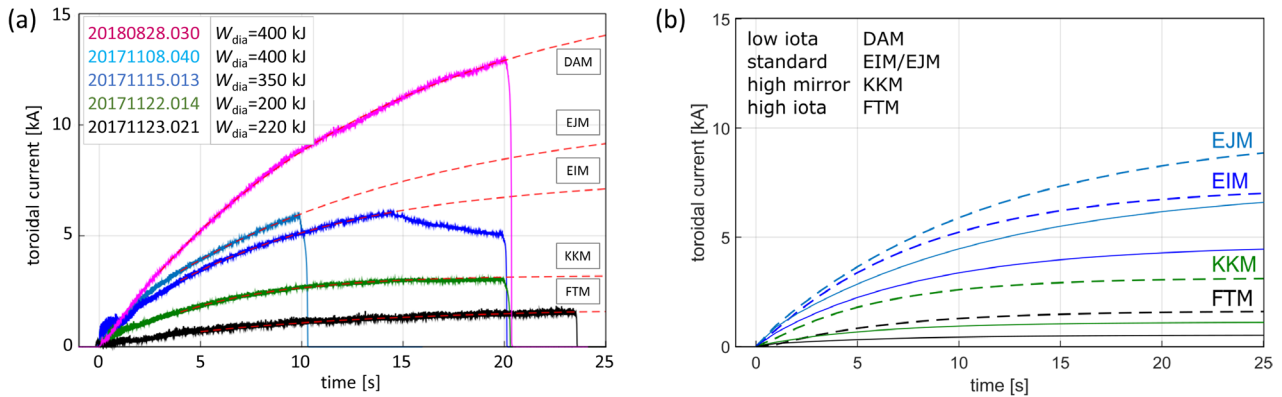 (a)
20180828.030 Wdia=400 kJ
20171108.040 Wdia=400 kJ
20171115.013 Wdia=350 kJ
20171122.014 Wdia=200 kJ
20171123.021 Wdia=220 kJ
DAM
EJM
EIM
KKM
FTM
toroidal current [kA]
15
10
5
0
0 5 10 15 20 25
time [s]
(b)
low iota DAM
standard EIM/EJM
high mirror KKM
high iota FTM
EJM
EIM
KKM
FTM
toroidal current [kA]
15
10
5
0
0 5 10 15 20 25
time [s]